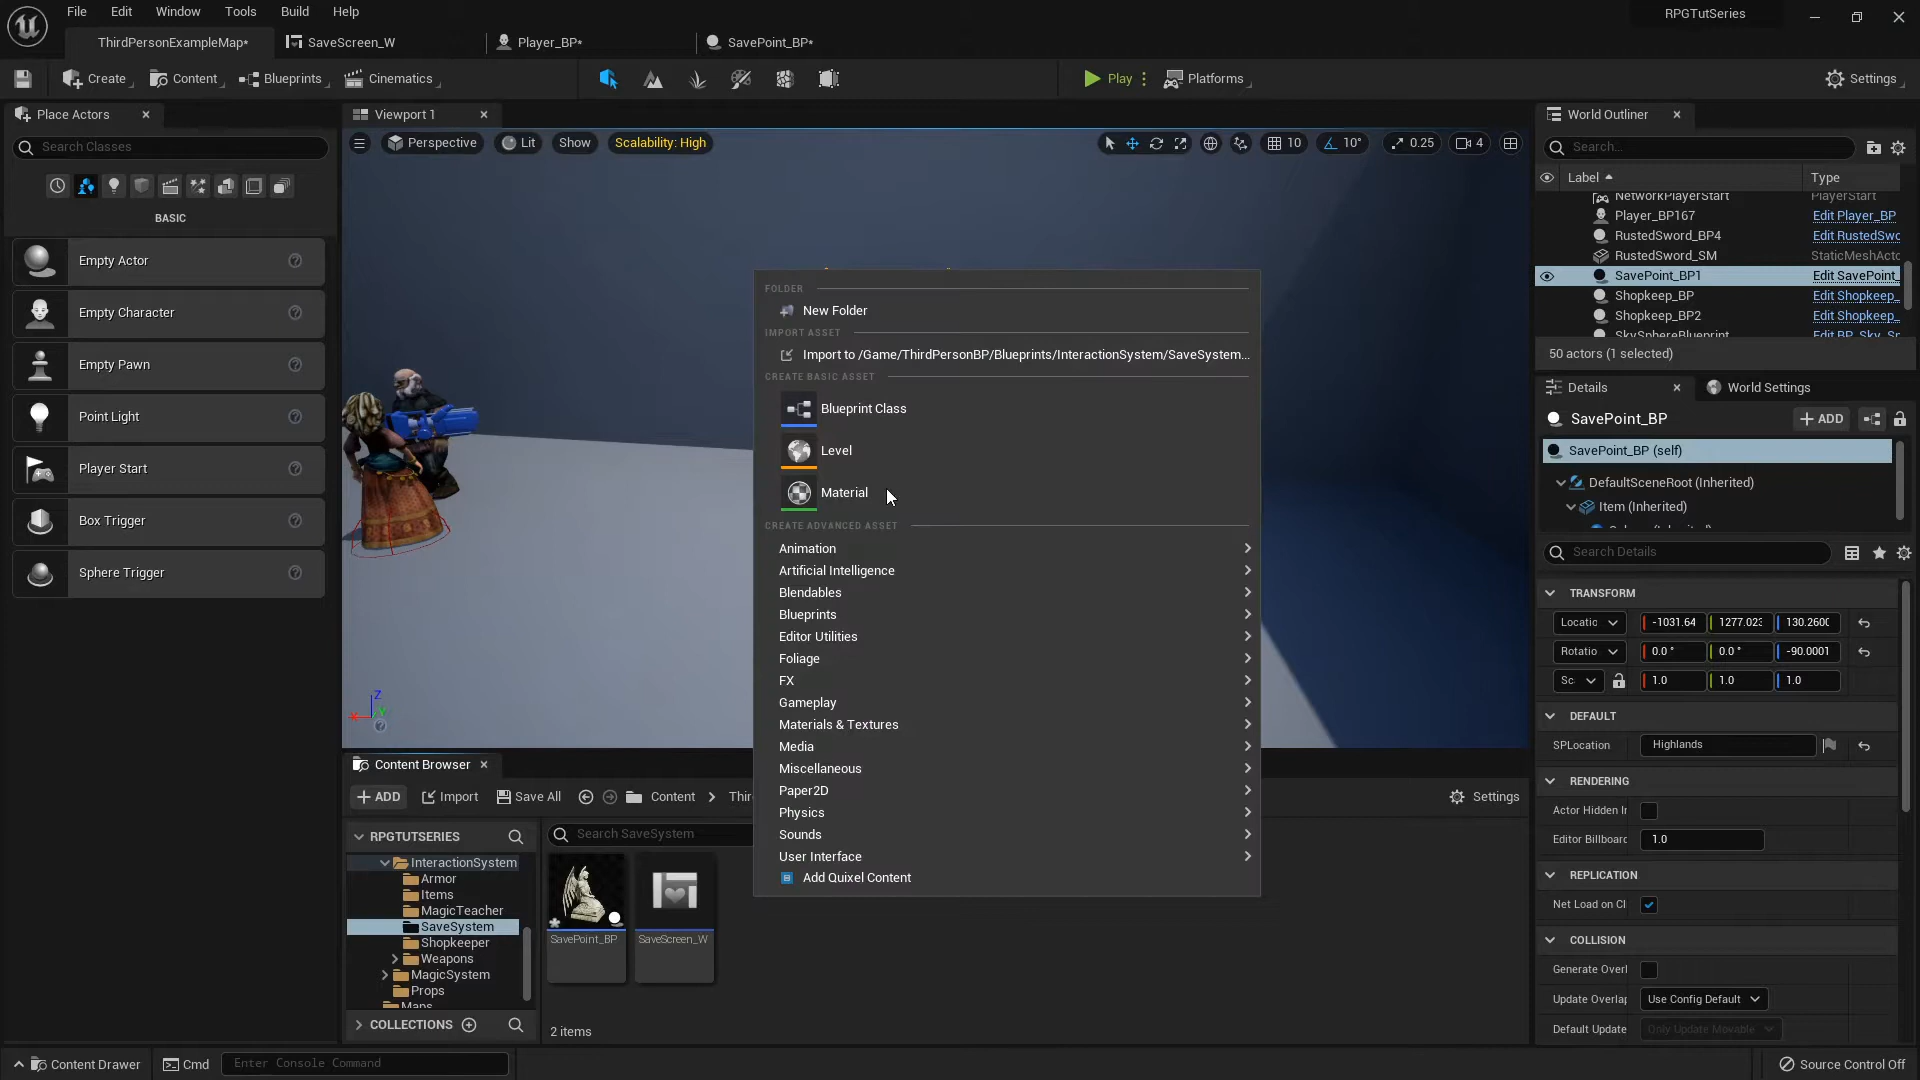 File Edit Window Tools Build Help
RPGTutSeries
ThirdPersonExampleMap*
SaveScreen_W
Player_BP*
SavePoint_BP*
Create
Content
Blueprints
Cinematics
Play
Platforms
Settings
Place Actors
Search Classes
BASIC
Empty Actor
Empty Character
Empty Pawn
Point Light
Player Start
Box Trigger
Sphere Trigger
Viewport 1
Perspective
Lit
Show
Scalability: High
10
10°
0.25
4
FOLDER
New Folder
IMPORT ASSET
Import to /Game/ThirdPersonBP/Blueprints/InteractionSystem/SaveSystem...
CREATE BASIC ASSET
Blueprint Class
Level
Material
CREATE ADVANCED ASSET
Animation
Artificial Intelligence
Blendables
Blueprints
Editor Utilities
Foliage
FX
Gameplay
Materials & Textures
Media
Miscellaneous
Paper2D
Physics
Sounds
User Interface
Add Quixel Content
Z
X
Y
Content Browser
ADD
Import
Save All
Content
Thir
Settings
RPGTUTSERIES
InteractionSystem
Armor
Items
MagicTeacher
SaveSystem
Shopkeeper
Weapons
MagicSystem
Props
Maps
COLLECTIONS
Search SaveSystem
SavePoint_BP
SaveScreen_W
2 items
World Outliner
Search...
Label
Type
NetworkPlayerStart PlayerStart
Player_BP167 Edit Player_BP
RustedSword_BP4 Edit RustedSwo
RustedSword_SM StaticMeshActo
SavePoint_BP1 Edit SavePoint_
Shopkeep_BP Edit Shopkeep_
Shopkeep_BP2 Edit Shopkeep_
SkySphereBlueprint Edit BP_Sky_Sp
50 actors (1 selected)
Details
World Settings
SavePoint_BP
ADD
SavePoint_BP (self)
DefaultSceneRoot (Inherited)
Item (Inherited)
Search Details
TRANSFORM
Locatic -1031.64 1277.023 130.2600
Rotatio 0.0 ° 0.0 ° -90.0001
Sc 1.0 1.0 1.0
DEFAULT
SPLocation Highlands
RENDERING
Actor Hidden Ir
Editor Billboard 1.0
REPLICATION
Net Load on Cl
COLLISION
Generate Overl
Update Overlap Use Config Default
Default Update Only Update Movable
Content Drawer
Cmd
Enter Console Command
Source Control Off